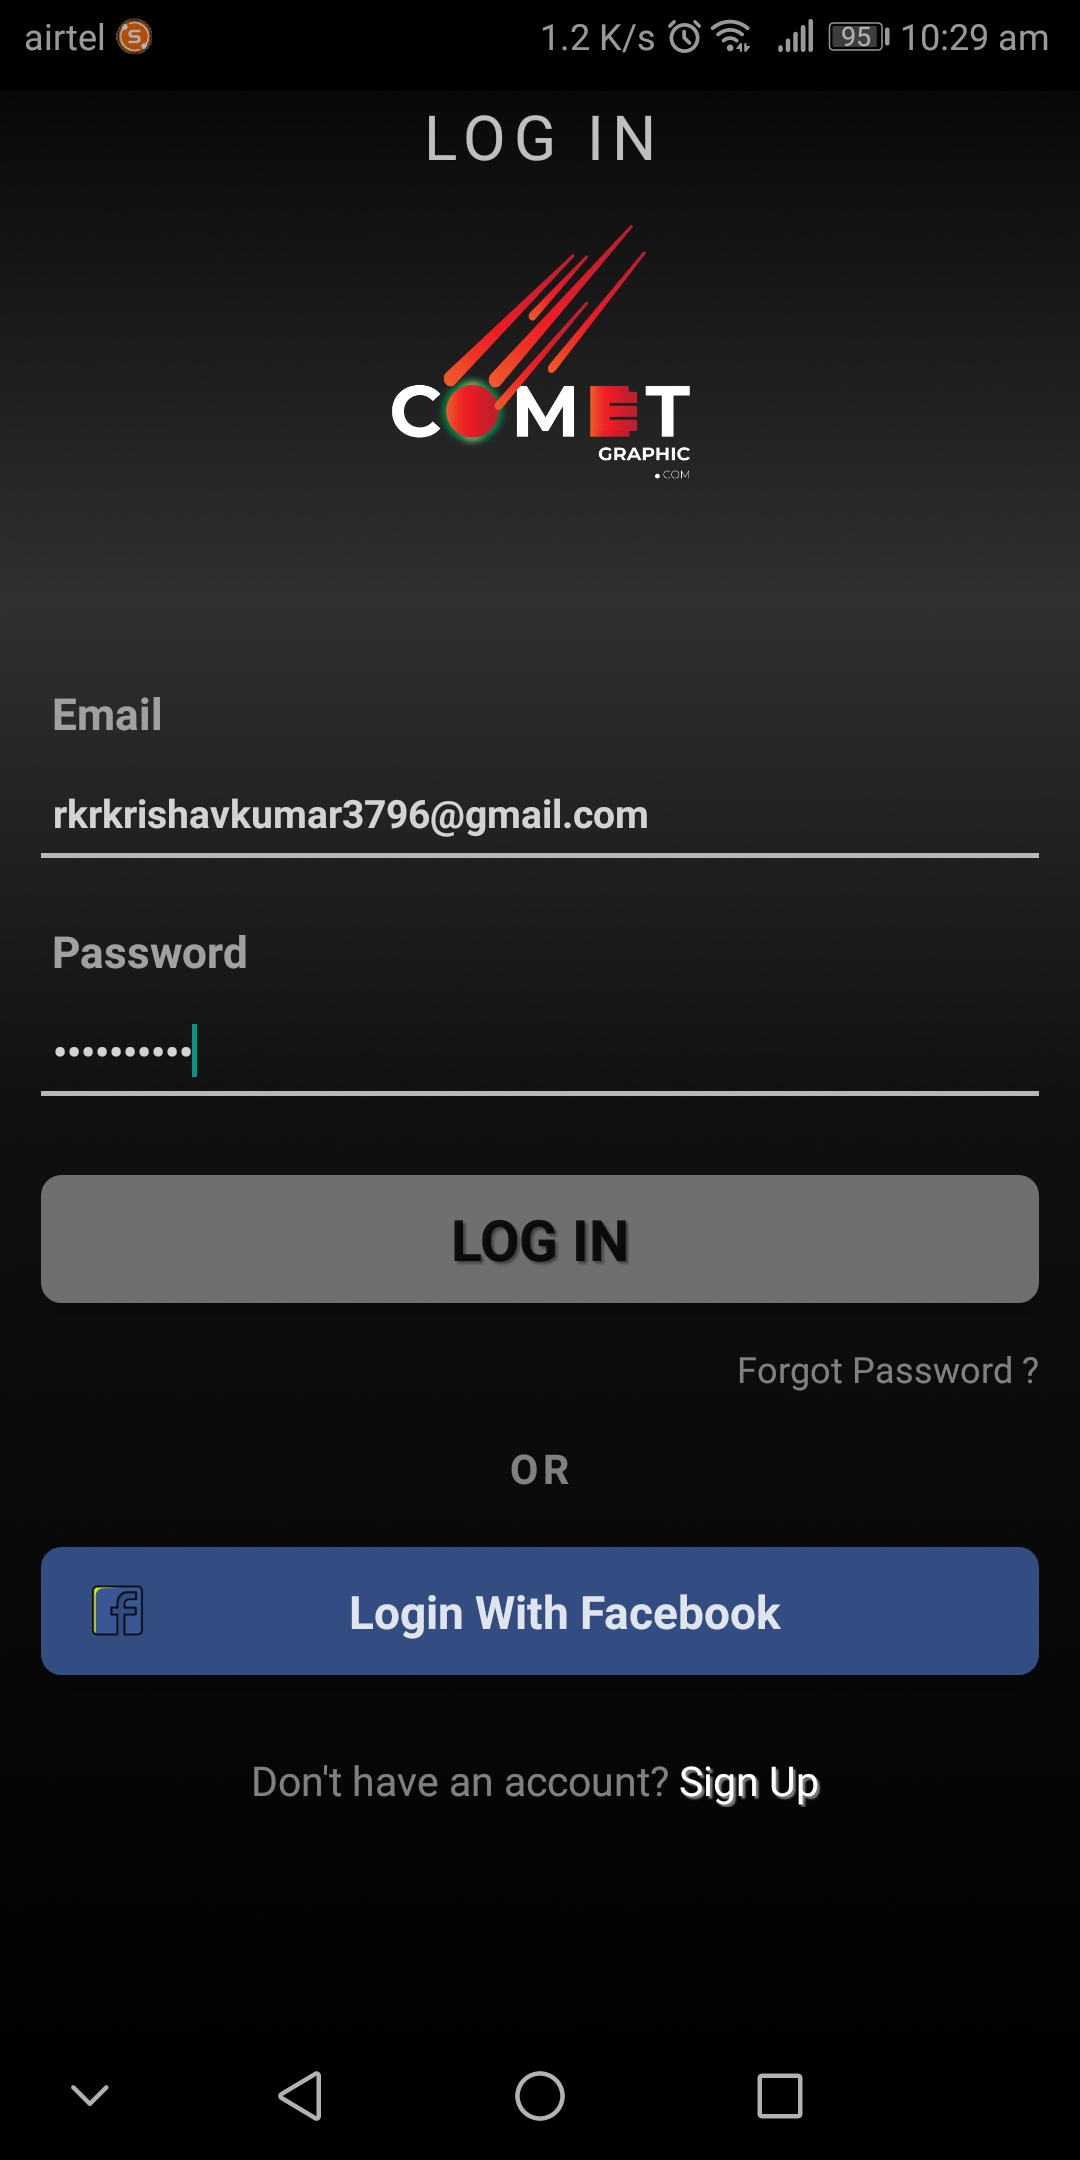 airtel 1.2 K/s 95 10:29 am
LOG IN
COMET
GRAPHIC
.COM
Email
rkrkrishavkumar3796@gmail.com
Password
••••••••••
LOG IN
Forgot Password ?
OR
Login With Facebook
Don't have an account? Sign Up